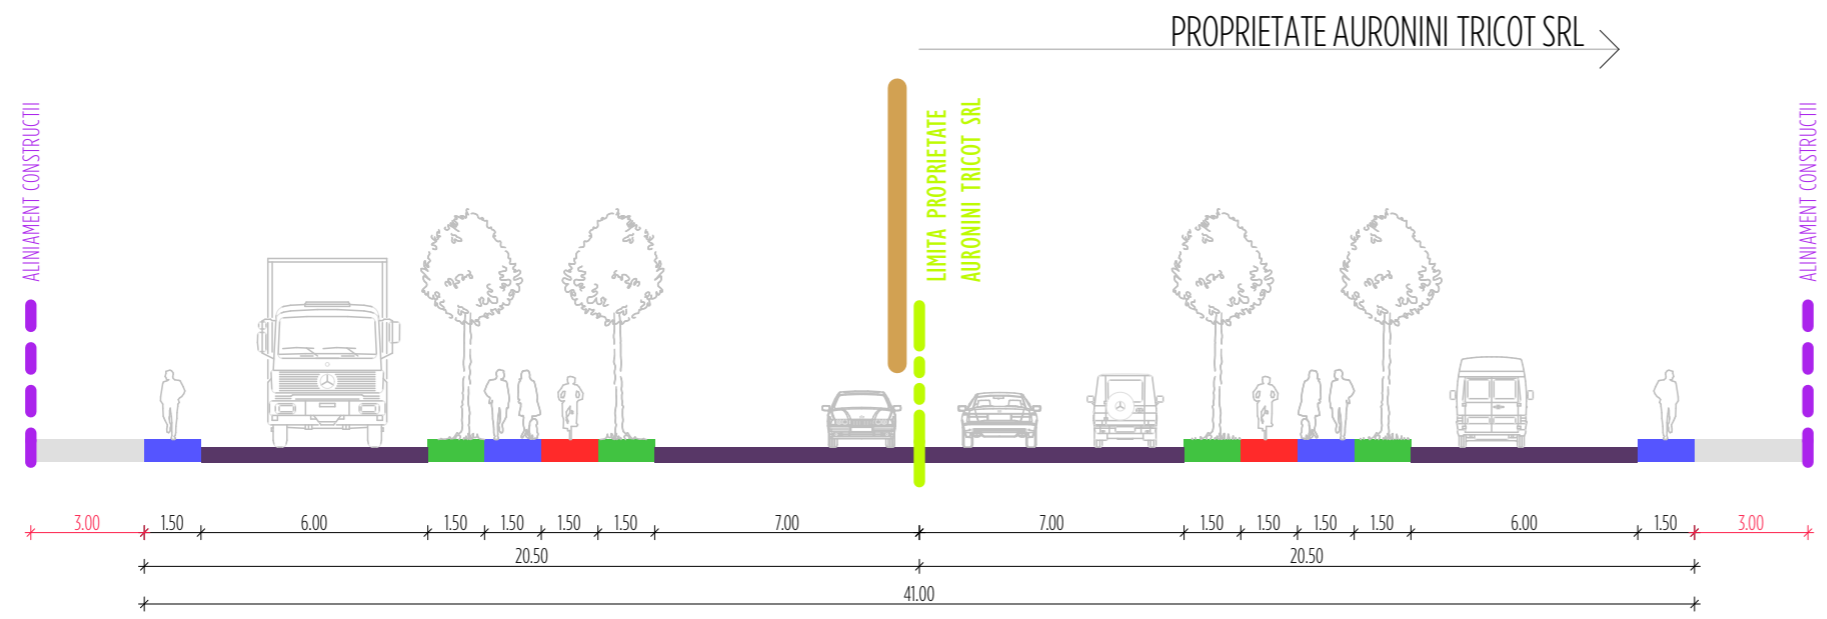 PROPRIETATE AURONINI TRICOT SRL
ALINIAMENT CONSTRUCTII
LIMITA PROPRIETATE
AURONINI TRICOT SRL
ALINIAMENT CONSTRUCTII
3.00 1.50 6.00 1.50 1.50 1.50 1.50 7.00 7.00 1.50 1.50 1.50 1.50 6.00 1.50 3.00
20.50 20.50
41.00